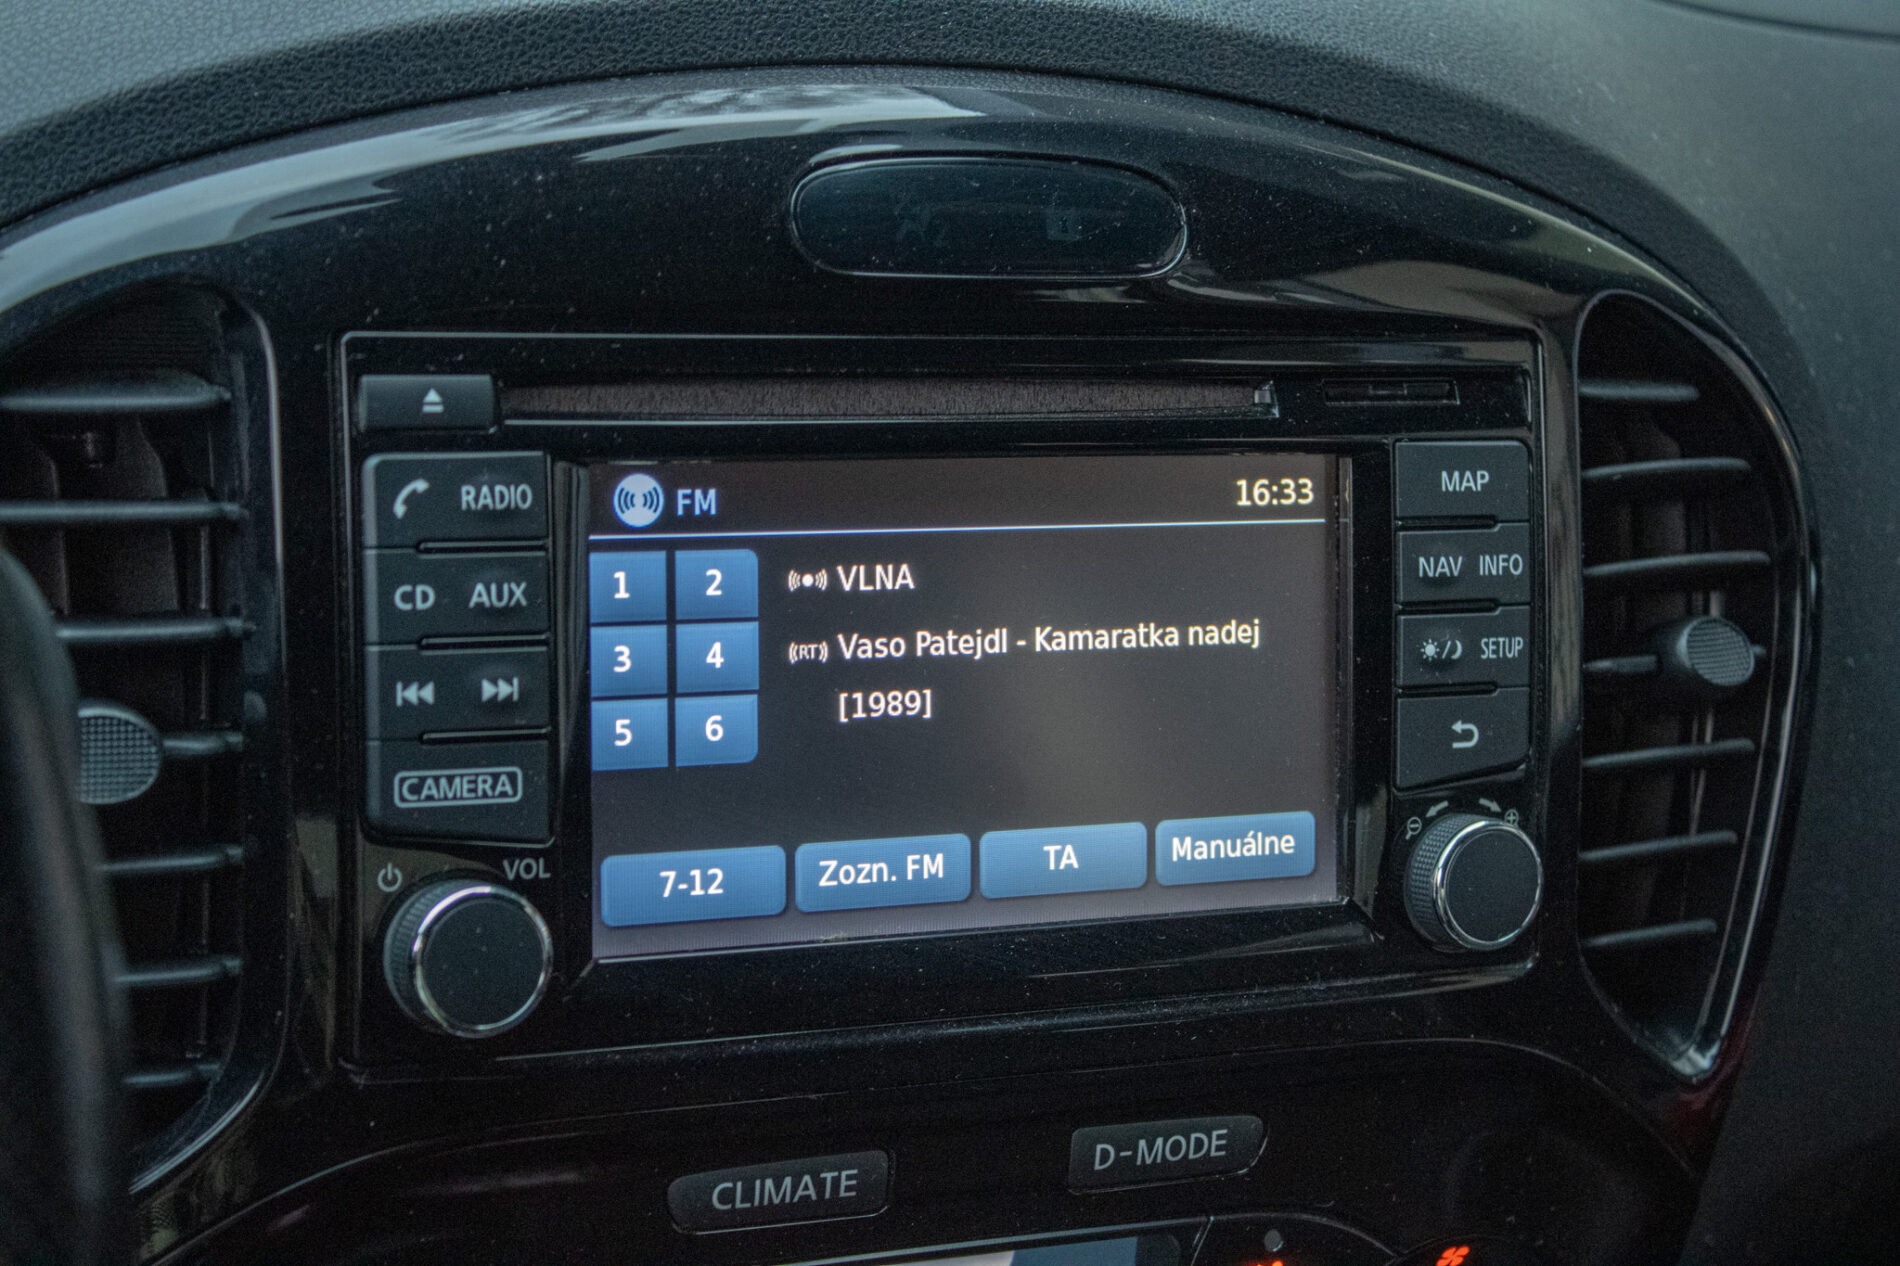 RADIO
CD AUX
CAMERA
VOL
FM 16:33
1 2
3 4
5 6
VLNA
(RT) Vaso Patejdl - Kamaratka nadej
[1989]
7-12 Zozn. FM TA Manuálne
MAP
NAV INFO
SETUP
CLIMATE
D-MODE